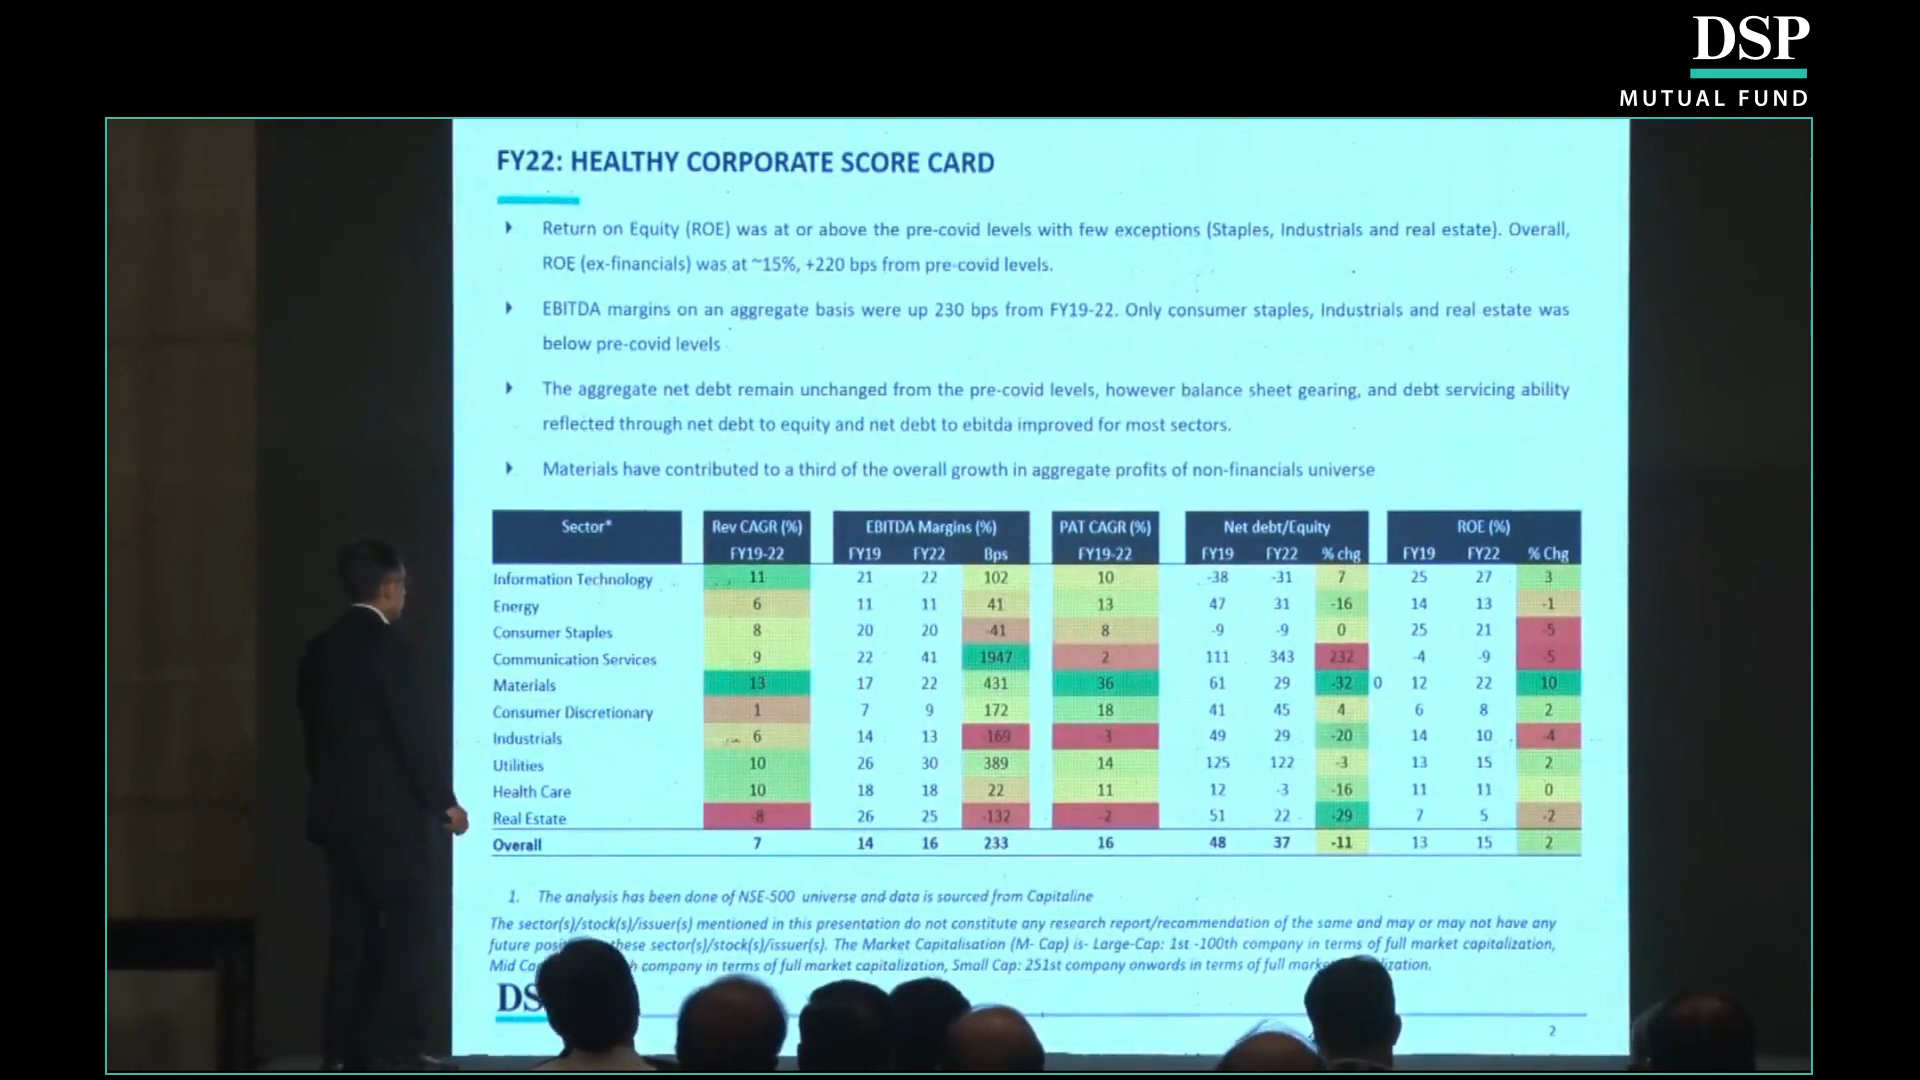 DSP
MUTUAL FUND
FY22: HEALTHY CORPORATE SCORE CARD
Return on Equity (ROE) was at or above the pre-covid levels with few exceptions (Staples, Industrials and real estate). Overall,
ROE (ex-financials) was at ~15%, +220 bps from pre-covid levels.
EBITDA margins on an aggregate basis were up 230 bps from FY19-22. Only consumer staples, Industrials and real estate was
below pre-covid levels
The aggregate net debt remain unchanged from the pre-covid levels, however balance sheet gearing, and debt servicing ability
reflected through net debt to equity and net debt to ebitda improved for most sectors.
Materials have contributed to a third of the overall growth in aggregate profits of non-financials universe
Sector* Rev CAGR (%) EBITDA Margins (%) PAT CAGR (%) Net debt/Equity ROE (%)
FY19-22 FY19 FY22 Bps FY19-22 FY19 FY22 % chg FY19 FY22 % Chg
Information Technology 11 21 22 102 10 -38 -31 7 25 27 3
Energy 6 11 11 41 13 47 31 -16 14 13 -1
Consumer Staples 8 20 20 -41 8 -9 -9 0 25 21 -5
Communication Services 9 22 41 1947 2 111 343 232 -4 -9 -5
Materials 13 17 22 431 36 61 29 -32 0 12 22 10
Consumer Discretionary 1 7 9 172 18 41 45 4 6 8 2
Industrials 6 14 13 -169 -3 49 29 -20 14 10 -4
Utilities 10 26 30 389 14 125 122 -3 13 15 2
Health Care 10 18 18 22 11 12 -3 -16 11 11 0
Real Estate -8 26 25 -132 -2 51 22 -29 7 5 -2
Overall 7 14 16 233 16 48 37 -11 13 15 2
1. The analysis has been done of NSE-500 universe and data is sourced from Capitaline
The sector(s)/stock(s)/issuer(s) mentioned in this presentation do not constitute any research report/recommendation of the same and may or may not have any
future these sector(s)/stock(s)/issuer(s). The Market Capitalisation (M- Cap) is- Large-Cap: 1st -100th company in terms of full market capitalization,
Mid company in terms of full market capitalization, Small Cap: 251st company onwards in terms of full
DS
2